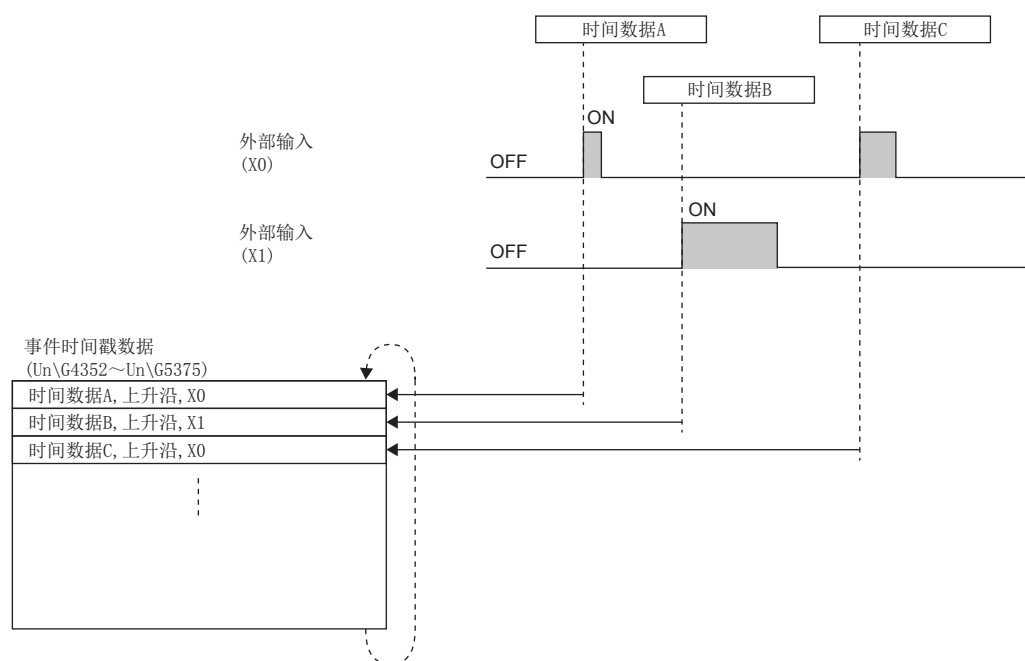 时间数据A
时间数据C
时间数据B
外部输入
(X0)
OFF
ON
外部输入
(X1)
OFF
ON
事件时间戳数据
(Un\G4352～Un\G5375)
时间数据A,上升沿,X0
时间数据B,上升沿,X1
时间数据C,上升沿,X0